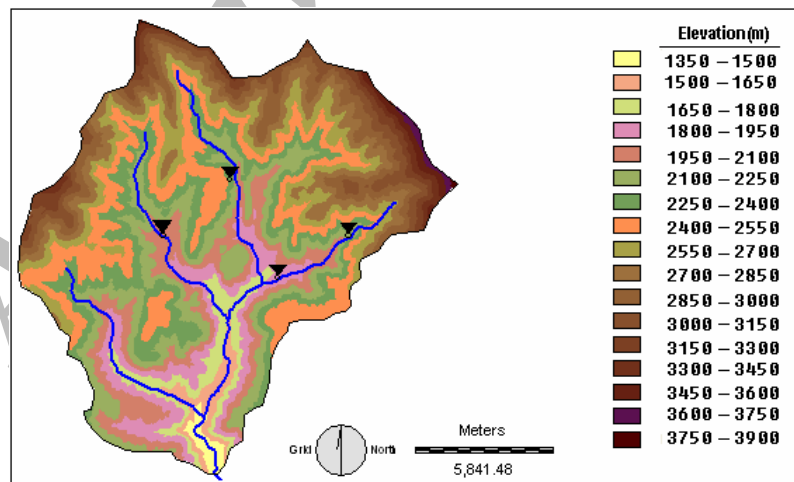 Elevation(m)
1350 – 1500
1500 – 1650
1650 – 1800
1800 – 1950
1950 – 2100
2100 – 2250
2250 – 2400
2400 – 2550
2550 – 2700
2700 – 2850
2850 – 3000
3000 – 3150
3150 – 3300
3300 – 3450
3450 – 3600
3600 – 3750
3750 – 3900
Meters
Grid North
5,841.48